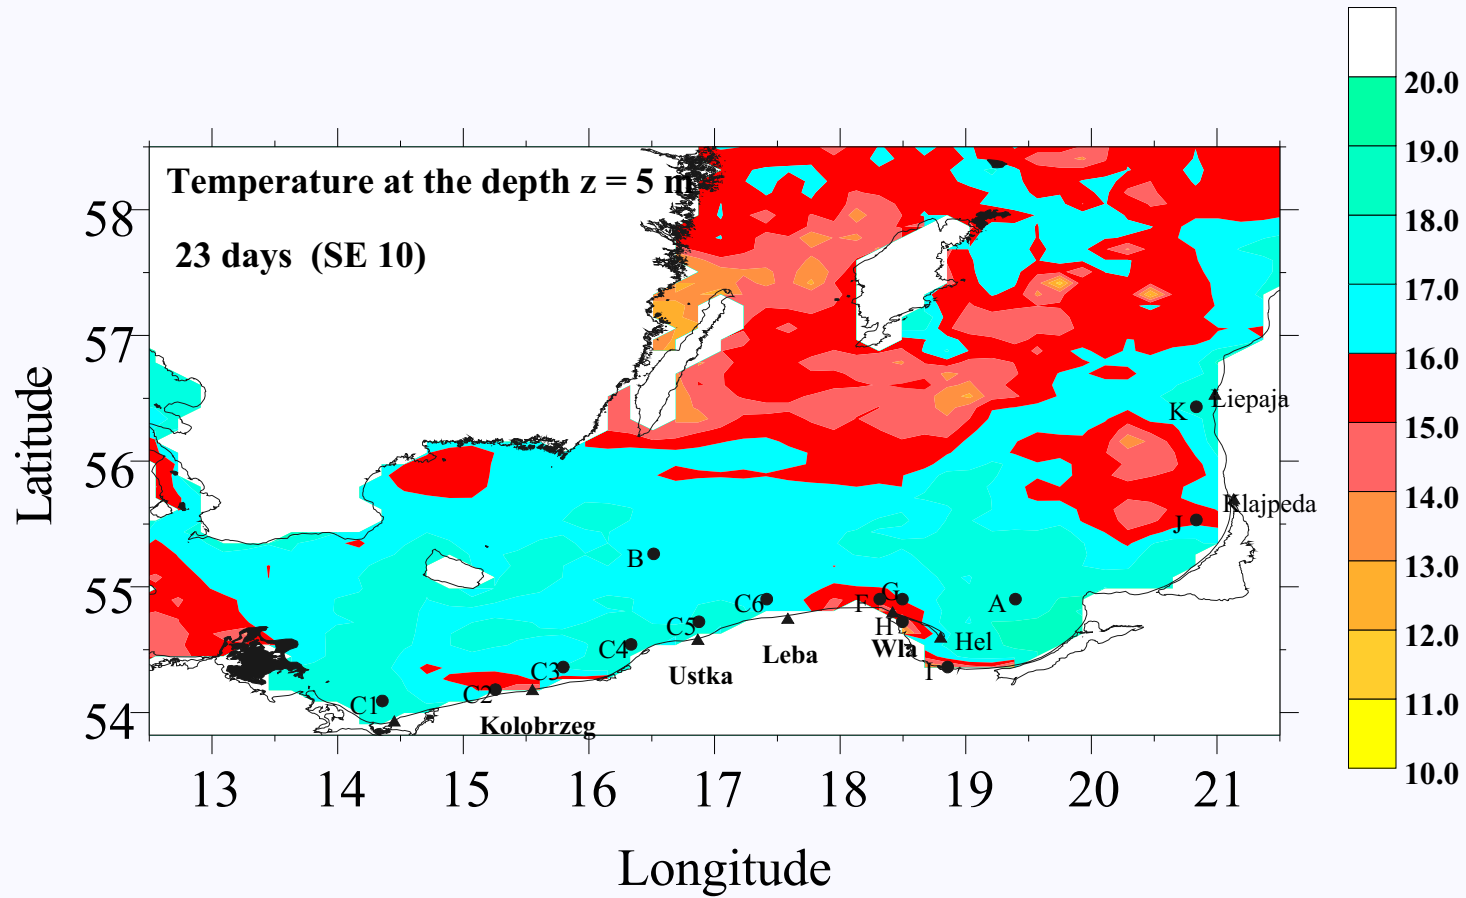 20.0
19.0
18.0
17.0
16.0
15.0
14.0
13.0
12.0
11.0
10.0
Temperature at the depth z = 5 m
23 days (SE 10)
58
57
56
55
54
Latitude
K
Liepaja
Klajpeda
J
B
A
C6
F
G
C5
H
Hel
C4
Wla
Leba
C3
Ustka
I
C2
C1
Kolobrzeg
13 14 15 16 17 18 19 20 21
Longitude